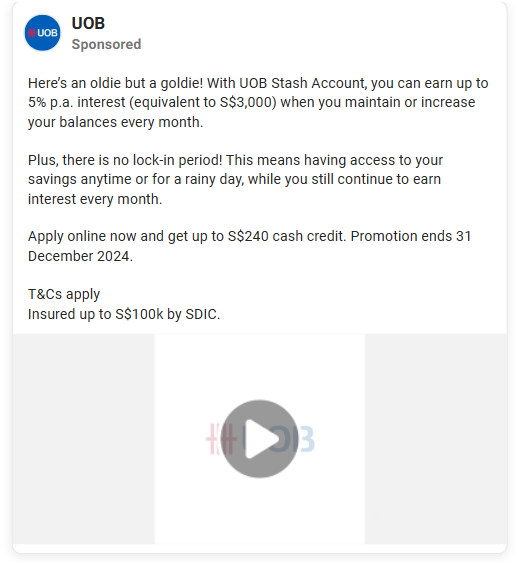 UOB
UOB
Sponsored
Here's an oldie but a goldie! With UOB Stash Account, you can earn up to
5% p.a. interest (equivalent to S$3,000) when you maintain or increase
your balances every month.
Plus, there is no lock-in period! This means having access to your
savings anytime or for a rainy day, while you still continue to earn
interest every month.
Apply online now and get up to S$240 cash credit. Promotion ends 31
December 2024.
T&Cs apply
Insured up to S$100k by SDIC.
UOB